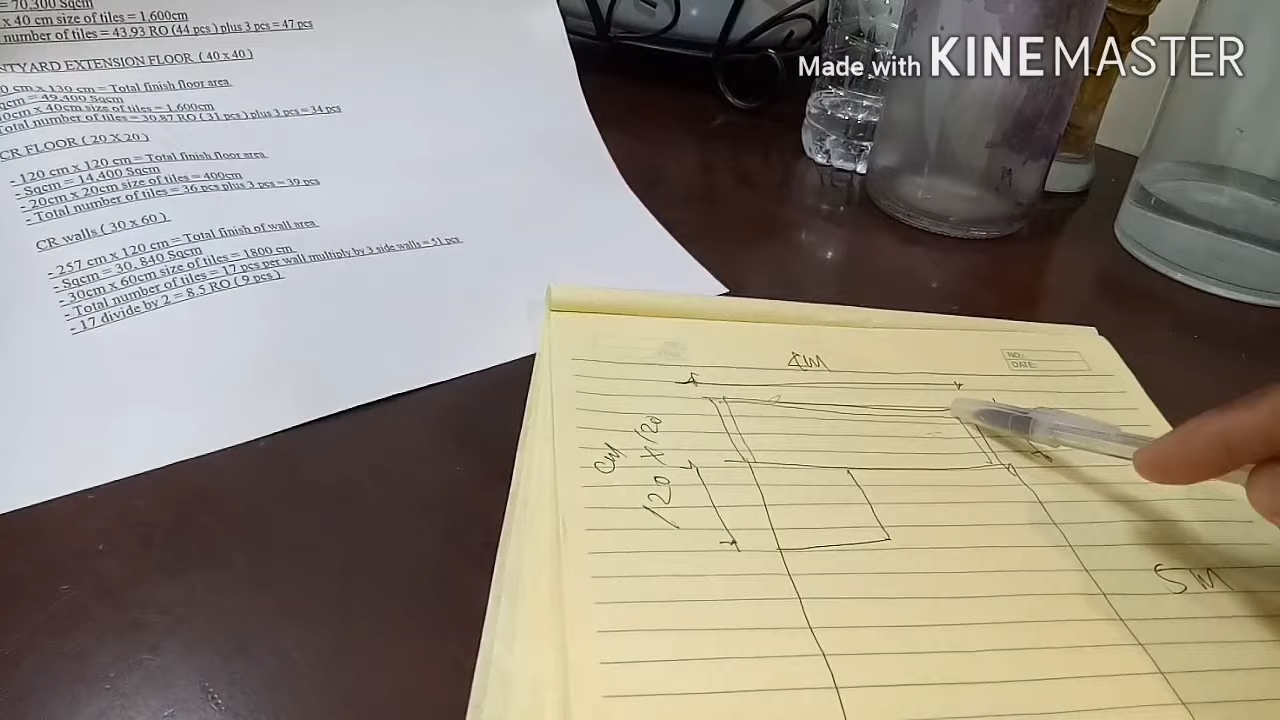 = 70,300 Sqcm
x 40 cm size of tiles = 1,600cm
number of tiles = 43,93 RO (44 pcs) plus 3 pcs = 47 pcs
NTYARD EXTENSION FLOOR ( 40 x 40 )
0 cm x 130 cm = Total finish floor area
qcm = 49,400 Sqcm
0cm x 40cm size of tiles = 1,600cm
Total number of tiles = 30.87 RO ( 31 pcs ) plus 3 pcs = 34 pcs
CR FLOOR ( 20 X 20 )
- 120 cm x 120 cm = Total finish floor area
- Sqcm = 14,400 Sqcm
- 20cm x 20cm size of tiles = 400cm
- Total number of tiles = 36 pcs plus 3 pcs = 39 pcs
CR walls ( 30 x 60 )
- 257 cm x 120 cm = Total finish of wall area
- Sqcm = 30, 840 Sqcm
- 30cm x 60cm size of tiles = 1800 cm
- Total number of tiles = 17 pcs per wall multiply by 3 side walls = 51 pcs
- 17 divide by 2 = 8.5 RO ( 9 pcs )
Made with KINEMASTER
NO.:
DATE:
4M
CM
120 X 120
5M